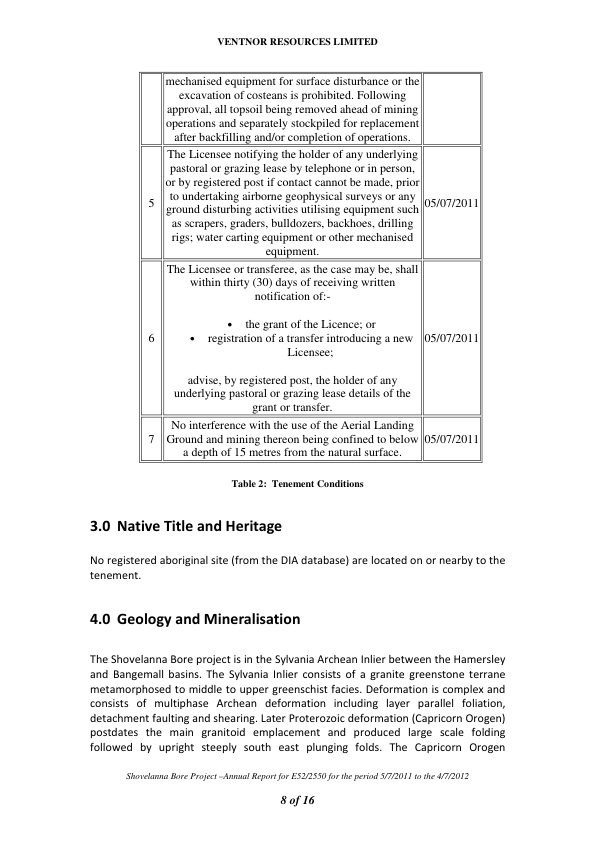 VENTNOR RESOURCES LIMITED
mechanised equipment for surface disturbance or the
excavation of costeans is prohibited. Following
approval, all topsoil being removed ahead of mining
operations and separately stockpiled for replacement
after backfilling and/or completion of operations.
The Licensee notifying the holder of any underlying
pastoral or grazing lease by telephone or in person,
or by registered post if contact cannot be made, prior
to undertaking airborne geophysical surveys or any
5 ground disturbing activities utilising equipment such 05/07/2011
as scrapers, graders, bulldozers, backhoes, drilling
rigs; water carting equipment or other mechanised
equipment.
The Licensee or transferee, as the case may be, shall
within thirty (30) days of receiving written
notification of:-
• the grant of the Licence; or
6 • registration of a transfer introducing a new 05/07/2011
Licensee;
advise, by registered post, the holder of any
underlying pastoral or grazing lease details of the
grant or transfer.
No interference with the use of the Aerial Landing
7 Ground and mining thereon being confined to below 05/07/2011
a depth of 15 metres from the natural surface.
Table 2: Tenement Conditions
3.0 Native Title and Heritage
No registered aboriginal site (from the DIA database) are located on or nearby to the
tenement.
4.0 Geology and Mineralisation
The Shovelanna Bore project is in the Sylvania Archean Inlier between the Hamersley
and Bangemall basins. The Sylvania Inlier consists of a granite greenstone terrane
metamorphosed to middle to upper greenschist facies. Deformation is complex and
consists of multiphase Archean deformation including layer parallel foliation,
detachment faulting and shearing. Later Proterozoic deformation (Capricorn Orogen)
postdates the main granitoid emplacement and produced large scale folding
followed by upright steeply south east plunging folds. The Capricorn Orogen
Shovelanna Bore Project –Annual Report for E52/2550 for the period 5/7/2011 to the 4/7/2012
8 of 16